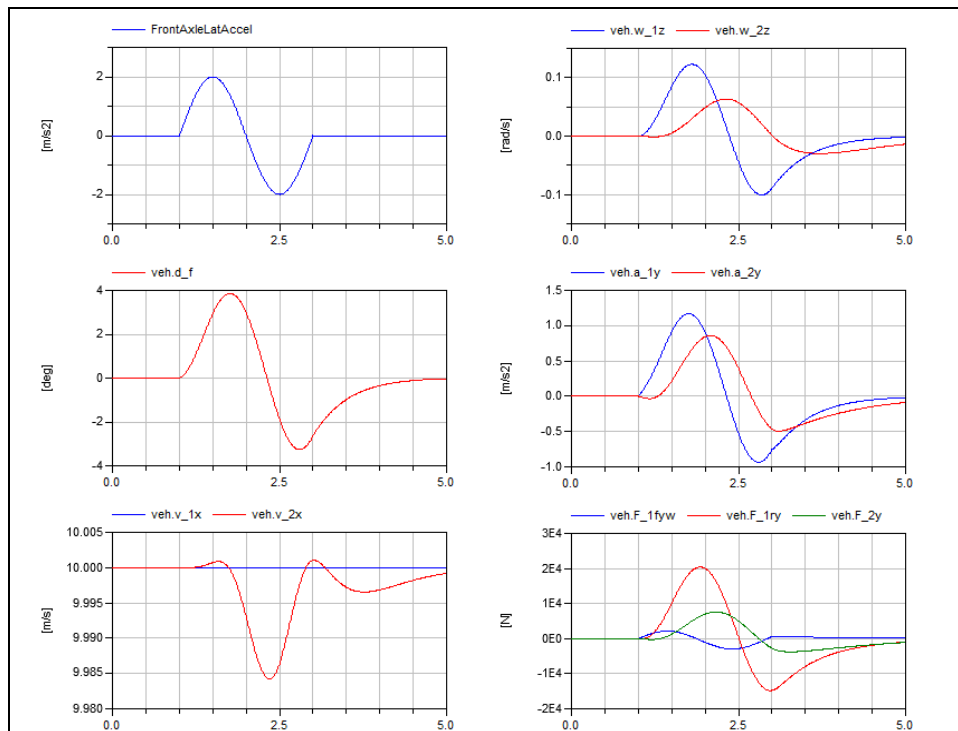 FrontAxleLatAccel
[m/s2]
2
0
-2
0.0 2.5 5.0
veh.w_1z veh.w_2z
[rad/s]
0.1
0.0
-0.1
0.0 2.5 5.0
veh.d_f
[deg]
4
2
0
-2
-4
0.0 2.5 5.0
veh.a_1y veh.a_2y
[m/s2]
1.5
1.0
0.5
0.0
-0.5
-1.0
0.0 2.5 5.0
veh.v_1x veh.v_2x
[m/s]
10.005
10.000
9.995
9.990
9.985
9.980
0.0 2.5 5.0
veh.F_1fyw veh.F_1ry veh.F_2y
[N]
3E4
2E4
1E4
0E0
-1E4
-2E4
0.0 2.5 5.0